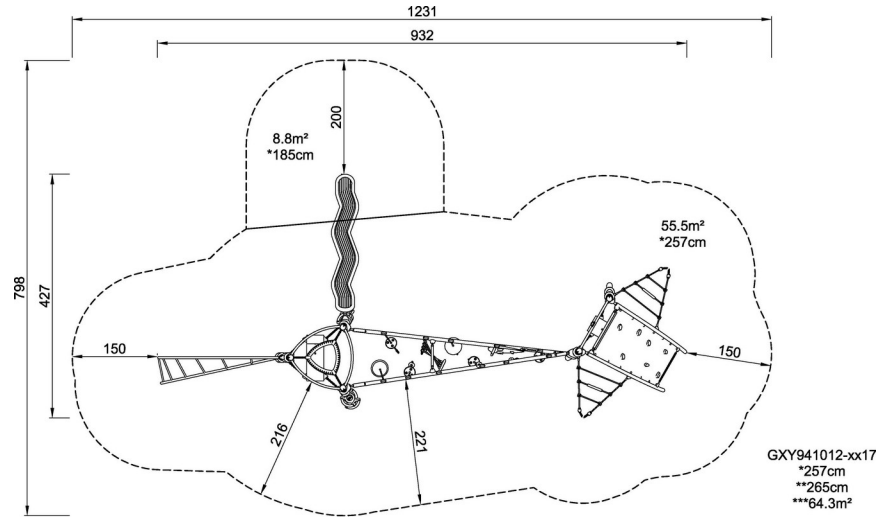 1231
932
200
8.8m²
*185cm
55.5m²
*257cm
798
427
150
150
216
221
GXY941012-xx17
*257cm
**265cm
***64.3m²